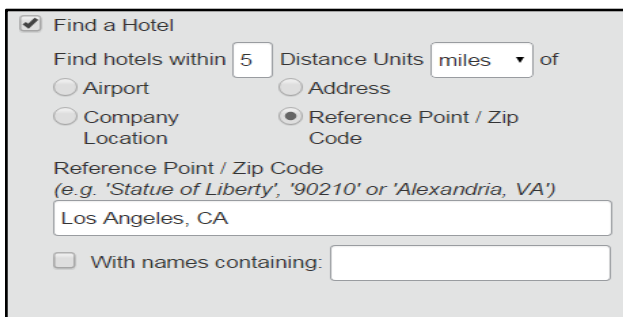 Find a Hotel
Find hotels within 5 Distance Units miles of
Airport Address
Company Location Reference Point / Zip Code
Reference Point / Zip Code
(e.g. 'Statue of Liberty', '90210' or 'Alexandria, VA')
Los Angeles, CA
With names containing: